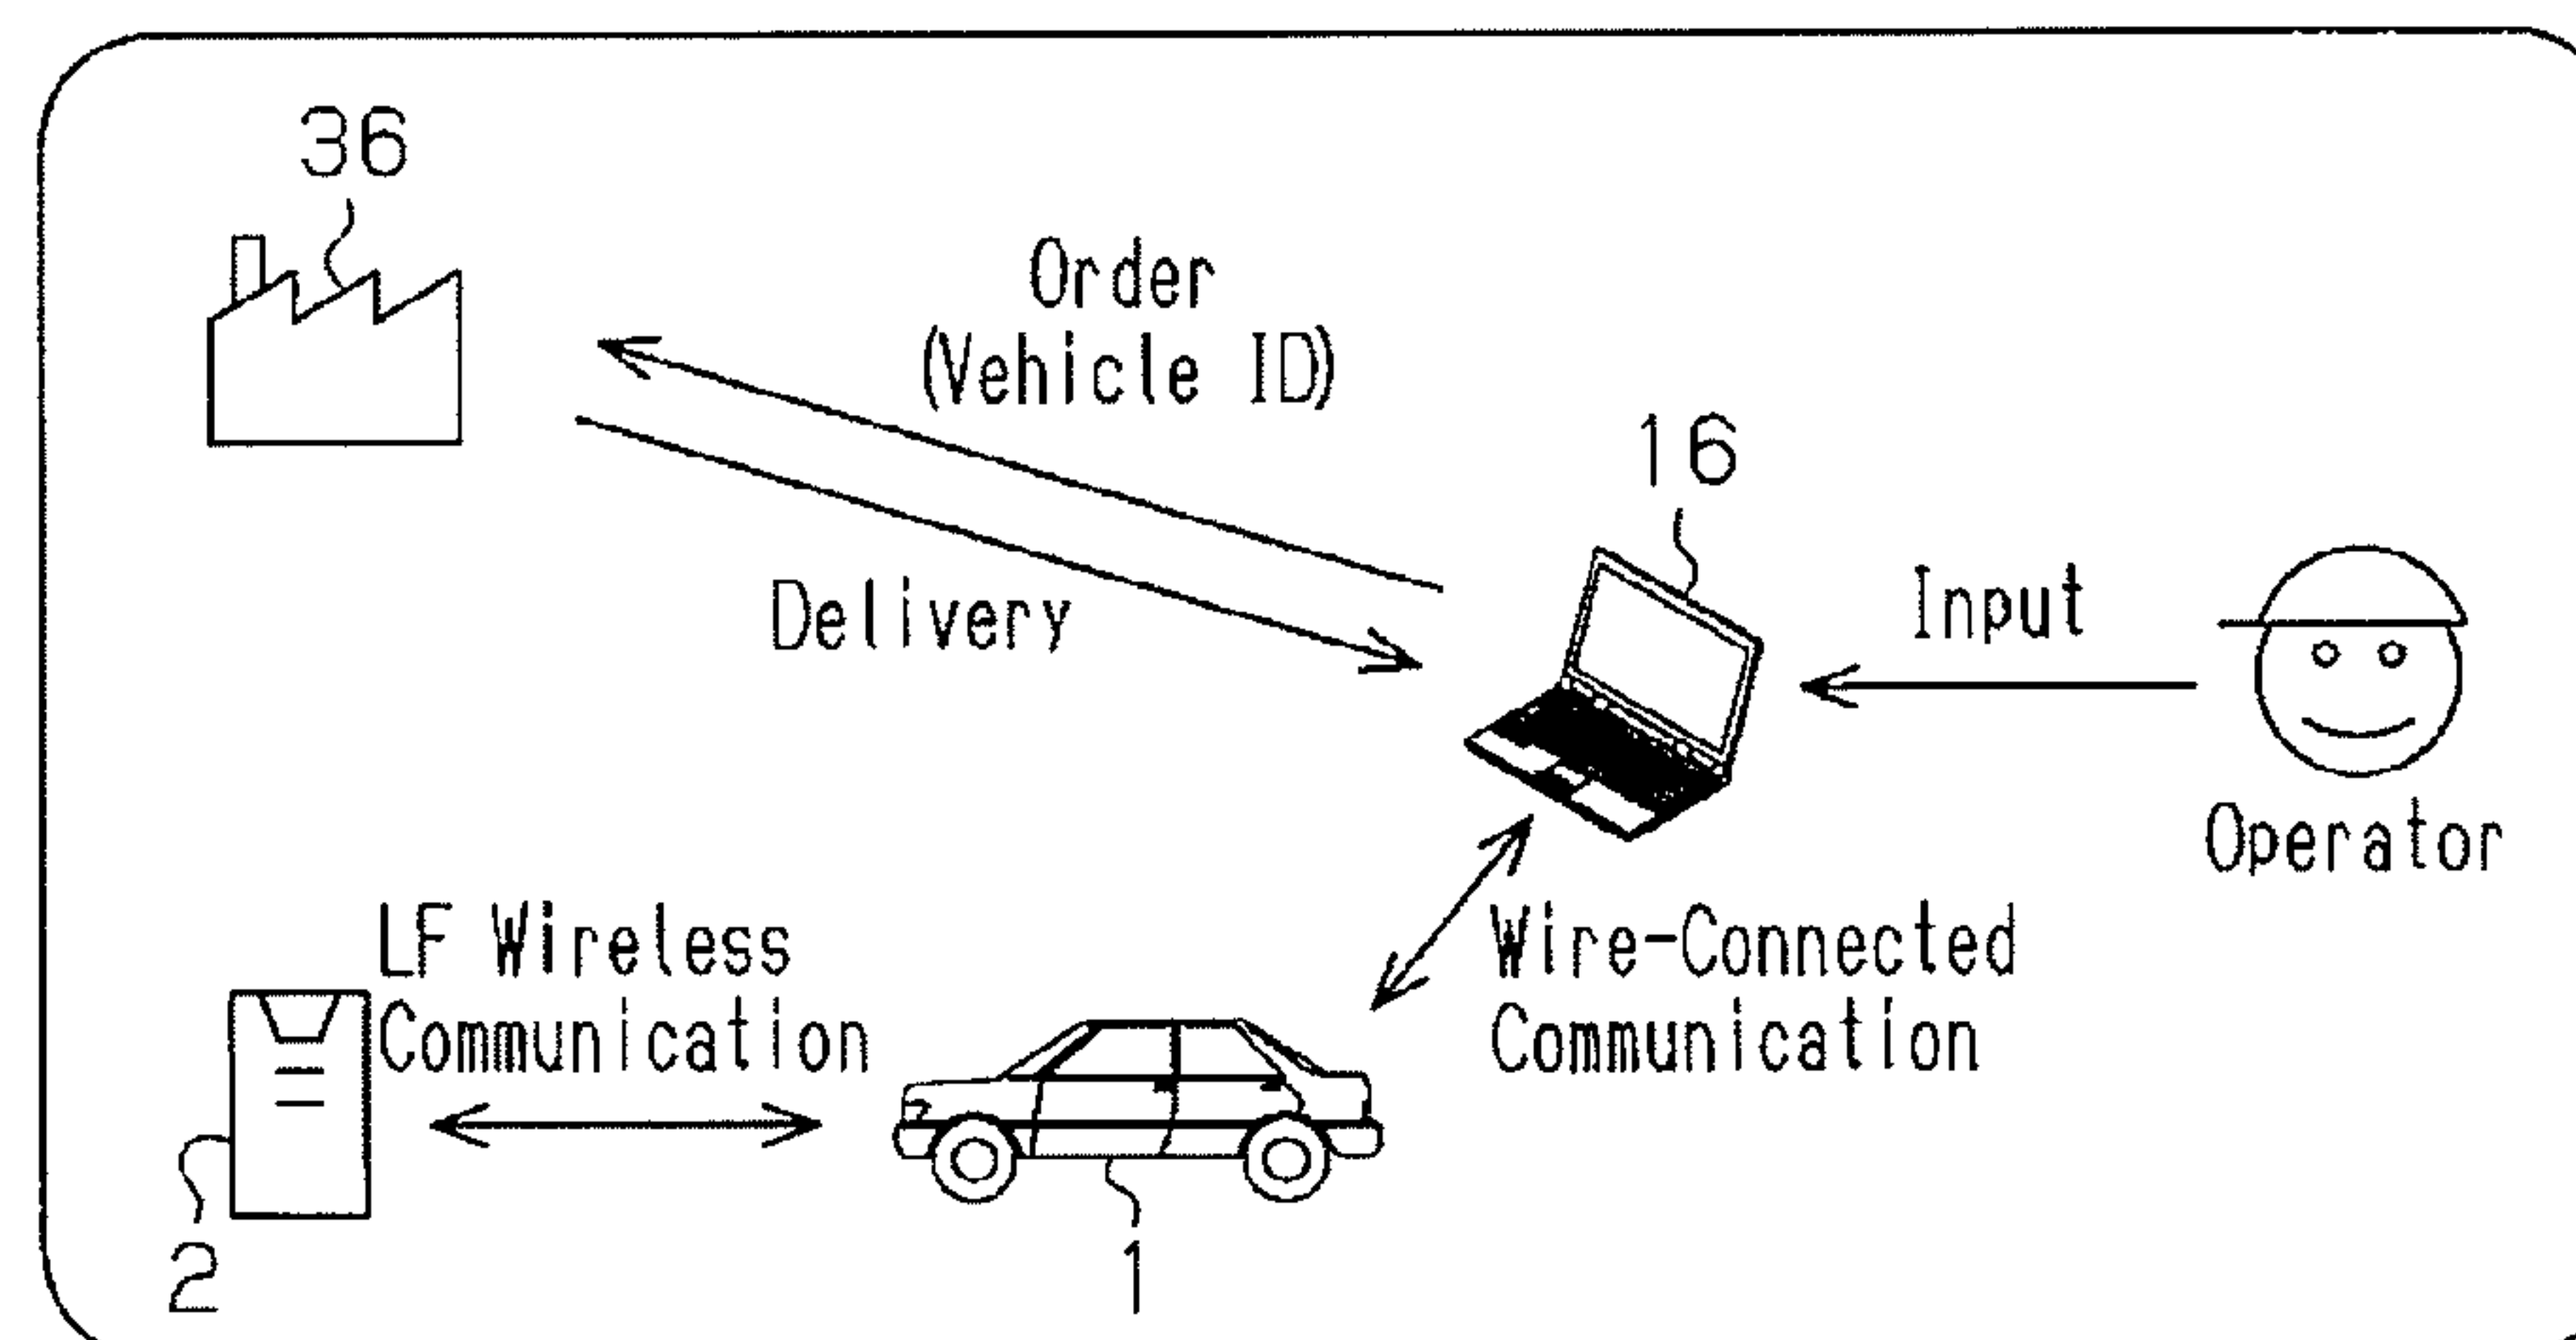 36
Order
(Vehicle ID)
16
Delivery
Input
Operator
LF Wireless
Communication
Wire-Connected
Communication
2
1